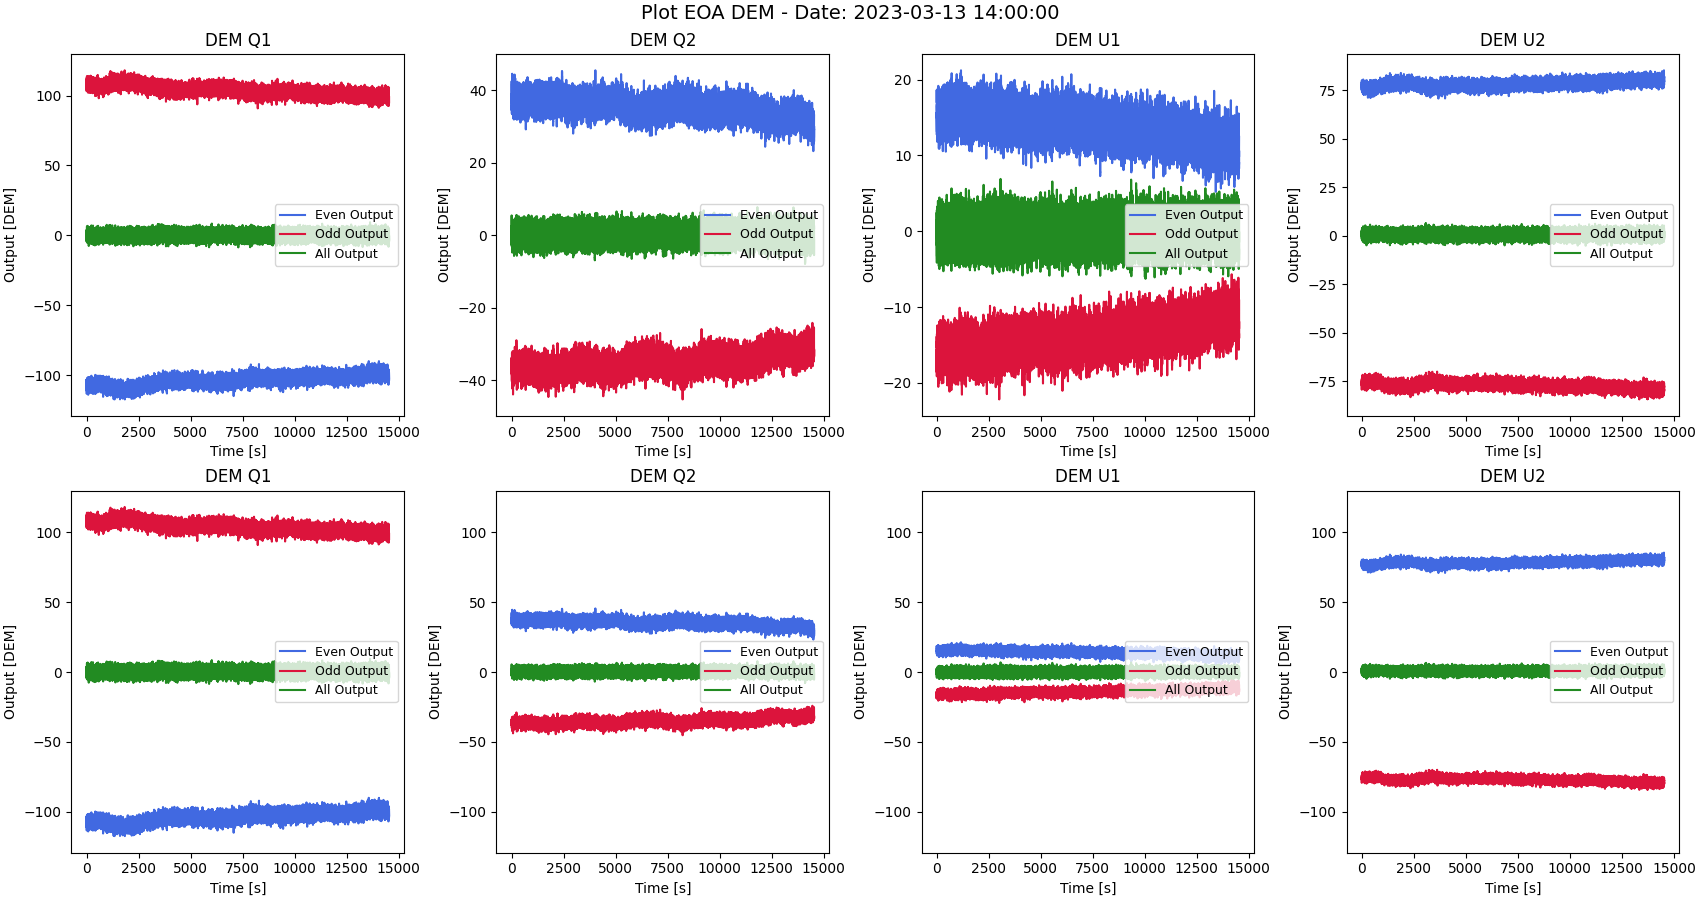 Plot EOA DEM - Date: 2023-03-13 14:00:00
DEM Q1
Output [DEM]
100
50
0
−50
−100
Even Output
Odd Output
All Output
0 2500 5000 7500 10000 12500 15000
Time [s]
DEM Q2
Output [DEM]
40
20
0
−20
−40
Even Output
Odd Output
All Output
0 2500 5000 7500 10000 12500 15000
Time [s]
DEM U1
Output [DEM]
20
10
0
−10
−20
Even Output
Odd Output
All Output
0 2500 5000 7500 10000 12500 15000
Time [s]
DEM U2
Output [DEM]
75
50
25
0
−25
−50
−75
Even Output
Odd Output
All Output
0 2500 5000 7500 10000 12500 15000
Time [s]
DEM Q1
Output [DEM]
100
50
0
−50
−100
Even Output
Odd Output
All Output
0 2500 5000 7500 10000 12500 15000
Time [s]
DEM Q2
Output [DEM]
100
50
0
−50
−100
Even Output
Odd Output
All Output
0 2500 5000 7500 10000 12500 15000
Time [s]
DEM U1
Output [DEM]
100
50
0
−50
−100
Even Output
Odd Output
All Output
0 2500 5000 7500 10000 12500 15000
Time [s]
DEM U2
Output [DEM]
100
50
0
−50
−100
Even Output
Odd Output
All Output
0 2500 5000 7500 10000 12500 15000
Time [s]